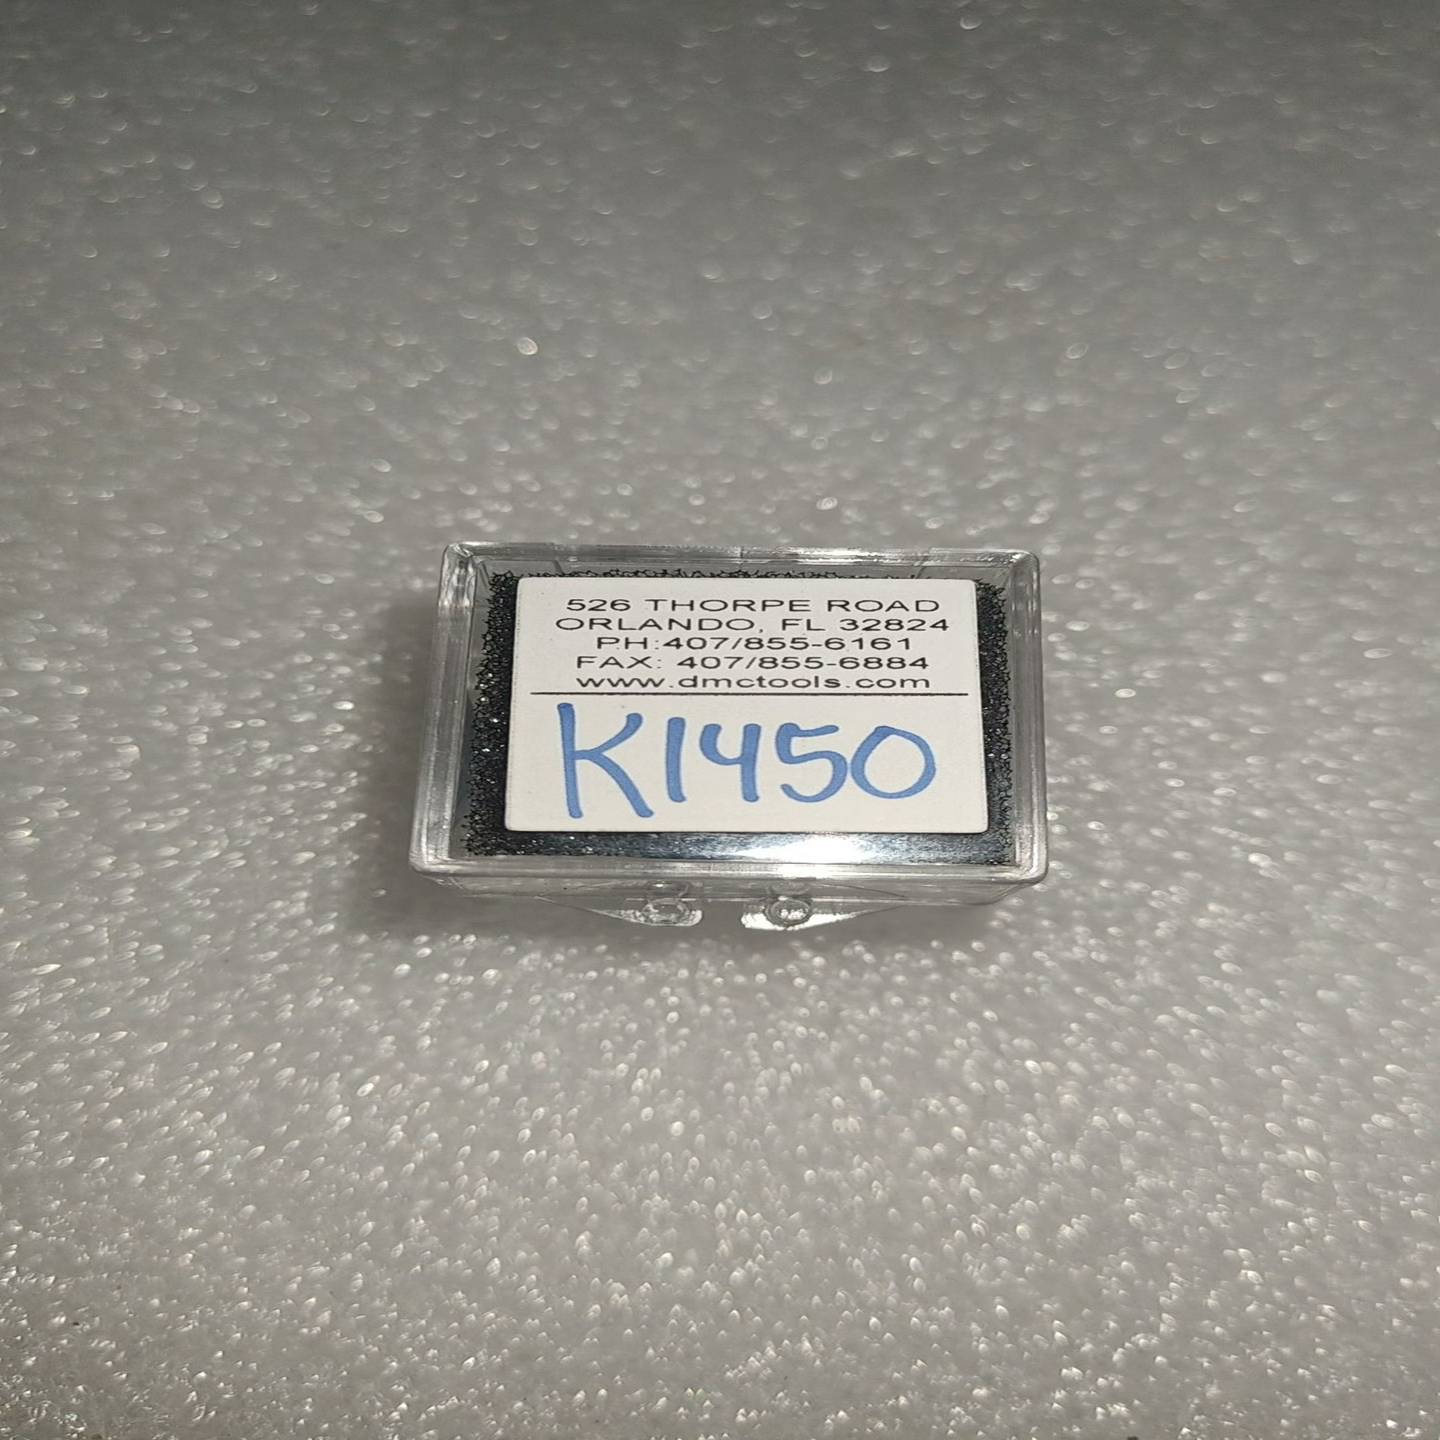 526 THORPE ROAD
ORLANDO, FL 32824
PH:407/855-6161
FAX: 407/855-6884
www.dmctools.com
K1450